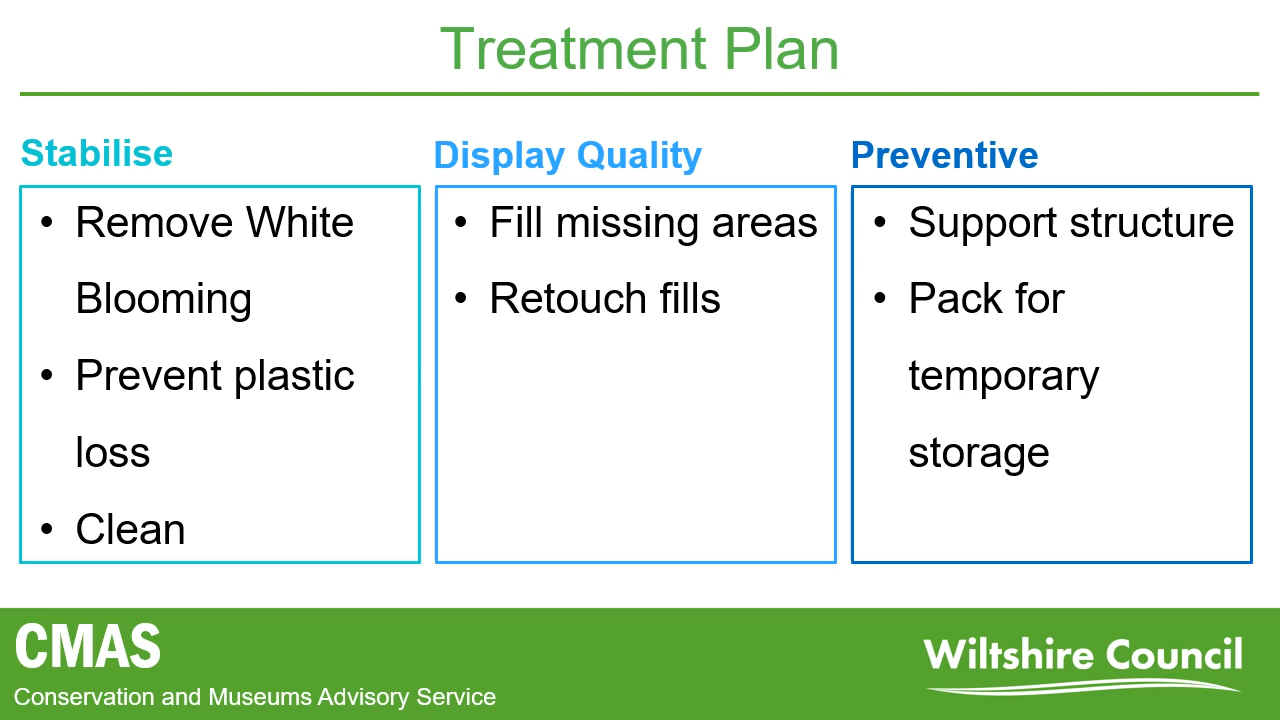 Treatment Plan
Stabilise
• Remove White
Blooming
• Prevent plastic
loss
• Clean
Display Quality
• Fill missing areas
• Retouch fills
Preventive
• Support structure
• Pack for
temporary
storage
CMAS
Conservation and Museums Advisory Service
Wiltshire Council